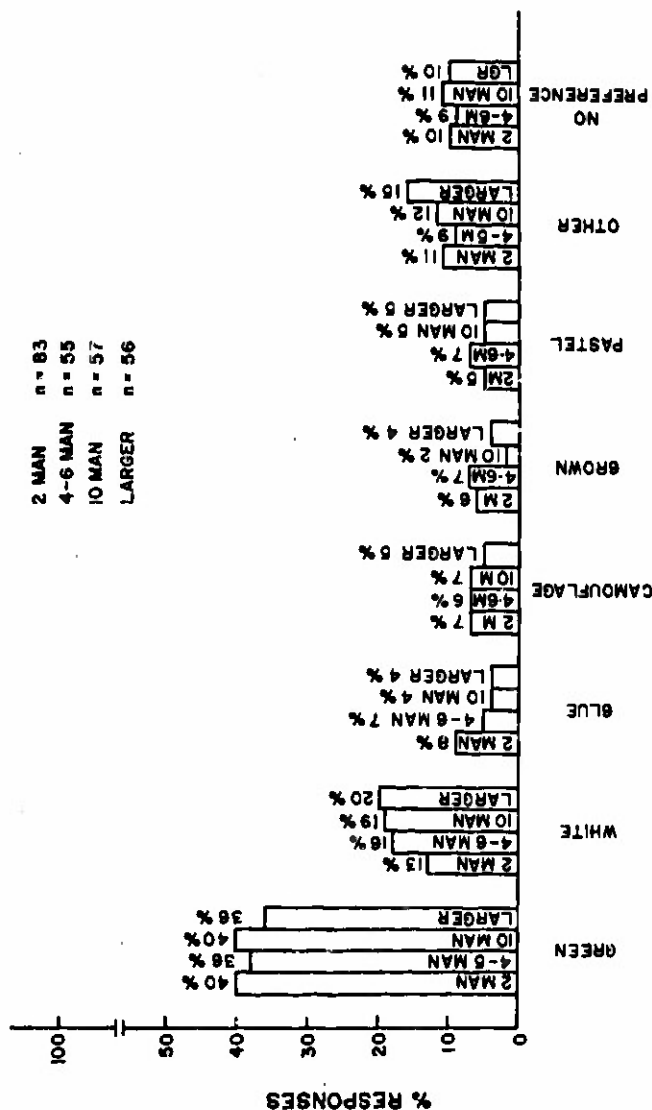 2 MAN n = 83
4-6 MAN n = 55
10 MAN n = 57
LARGER n = 56
% RESPONSES
100
50
40
30
20
10
0
2 MAN 40 %
4-5 MAN 36 %
10 MAN 40 %
LARGER 36 %
GREEN
2 MAN 13 %
4-6 MAN 16 %
10 MAN 19 %
LARGER 20 %
WHITE
2 MAN 8 %
4-6 MAN 7 %
10 MAN 4 %
LARGER 4 %
BLUE
2 M 7 %
4-6M 6 %
10 M 7 %
LARGER 5 %
CAMOUFLAGE
2 M 6 %
4-6M 7 %
10 MAN 2 %
LARGER 4 %
BROWN
2M 5 %
4-6M 7 %
10 MAN 5 %
LARGER 5 %
PASTEL
2 MAN 11 %
4-5M 9 %
10 MAN 12 %
LARGER 15 %
OTHER
2 MAN 10 %
4-6M 9 %
10 MAN 11 %
LGR 10 %
NO
PREFERENCE